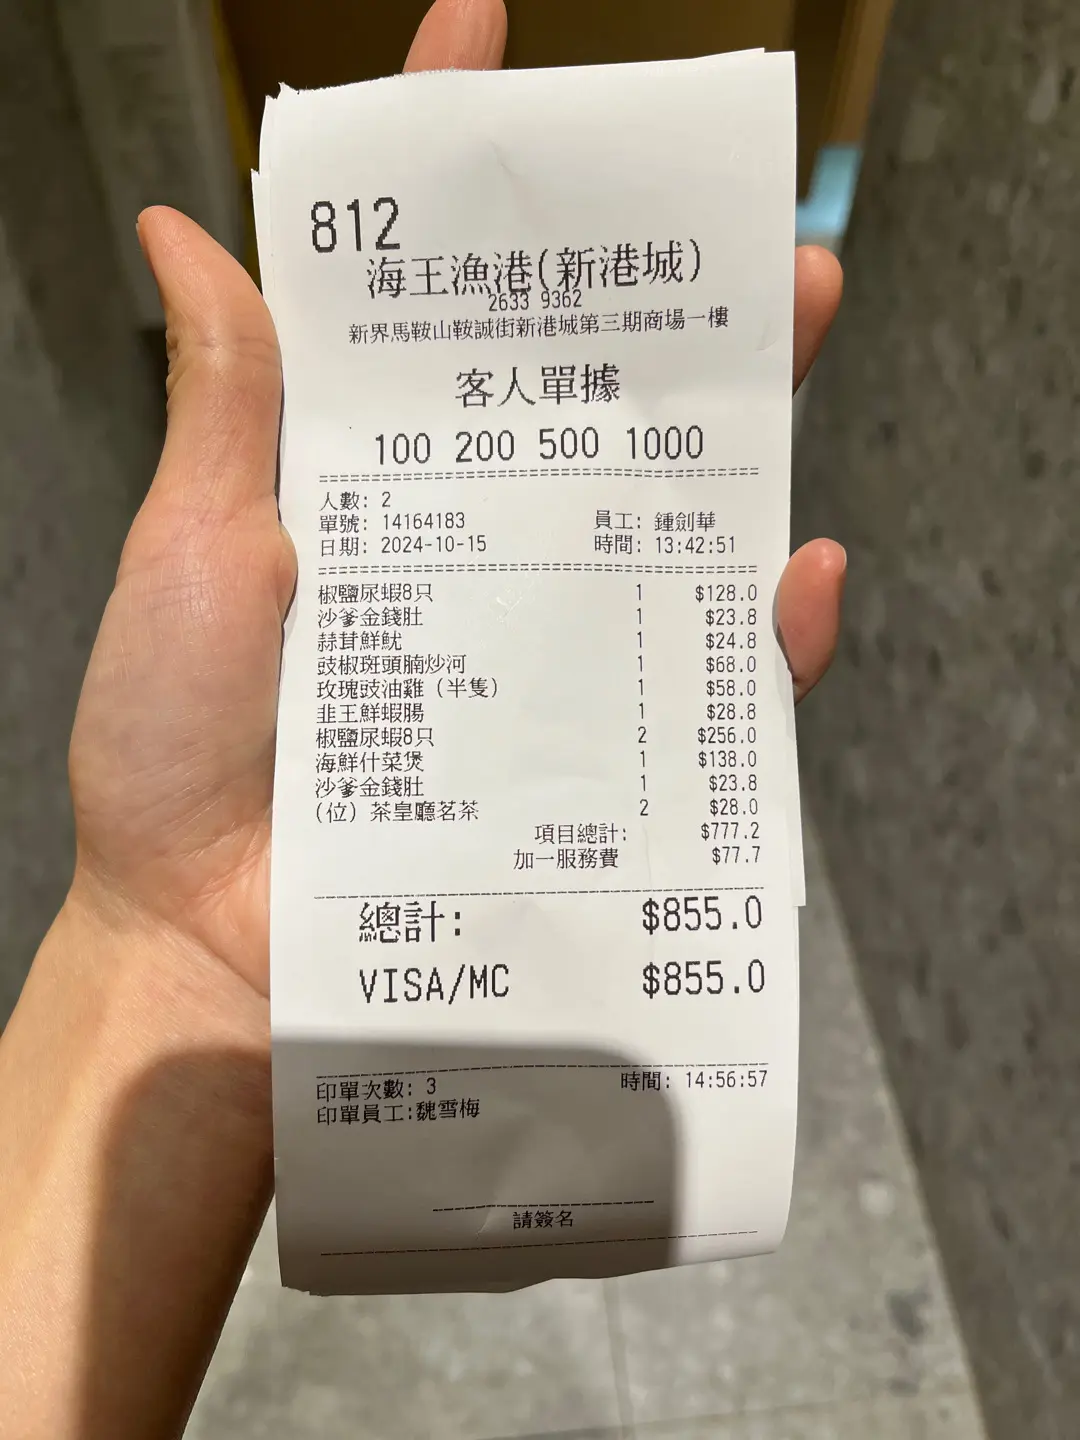 812
海王漁港(新港城)
2633 9362
新界馬鞍山鞍誠街新港城第三期商場一樓
客人單據
100 200 500 1000
人數: 2
單號: 14164183 員工: 鍾劍華
日期: 2024-10-15 時間: 13:42:51
椒鹽尿蝦8只 1 $128.0
沙爹金錢肚 1 $23.8
蒜茸鮮魷 1 $24.8
豉椒斑頭腩炒河 1 $68.0
玫瑰豉油雞（半隻） 1 $58.0
韭王鮮蝦腸 1 $28.8
椒鹽尿蝦8只 2 $256.0
海鮮什菜煲 1 $138.0
沙爹金錢肚 1 $23.8
（位）茶皇廳茗茶 2 $28.0
項目總計: $777.2
加一服務費 $77.7
總計: $855.0
VISA/MC $855.0
印單次數: 3 時間: 14:56:57
印單員工:魏雪梅
請簽名